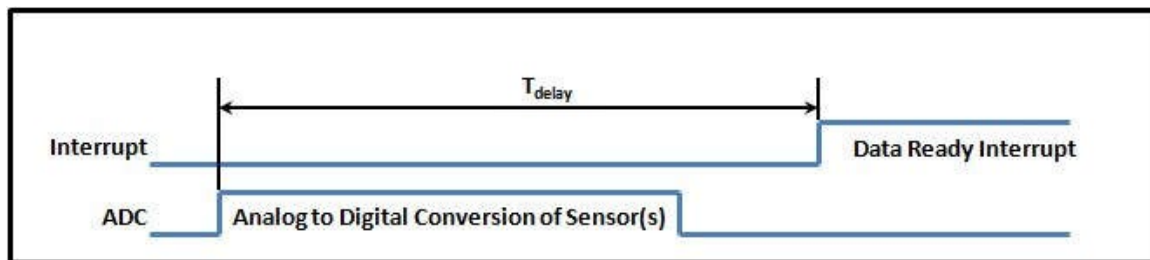 Tdelay
Interrupt
Data Ready Interrupt
ADC
Analog to Digital Conversion of Sensor(s)